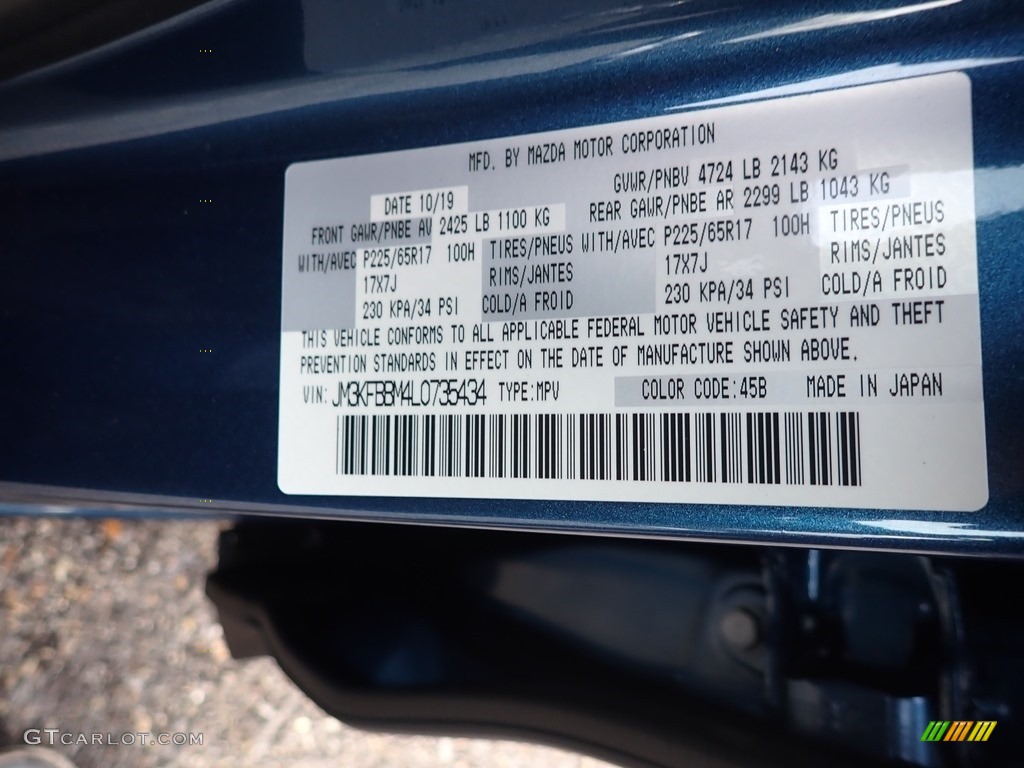 MFD. BY MAZDA MOTOR CORPORATION
DATE 10/19 GVWR/PNBV 4724 LB 2143 KG
FRONT GAWR/PNBE AV 2425 LB 1100 KG REAR GAWR/PNBE AR 2299 LB 1043 KG
WITH/AVEC P225/65R17 100H TIRES/PNEUS WITH/AVEC P225/65R17 100H TIRES/PNEUS
17X7J RIMS/JANTES 17X7J RIMS/JANTES
230 KPA/34 PSI COLD/A FROID 230 KPA/34 PSI COLD/A FROID
THIS VEHICLE CONFORMS TO ALL APPLICABLE FEDERAL MOTOR VEHICLE SAFETY AND THEFT
PREVENTION STANDARDS IN EFFECT ON THE DATE OF MANUFACTURE SHOWN ABOVE.
VIN: JM3KFBBM4L0735434 TYPE:MPV COLOR CODE:45B MADE IN JAPAN
GTCARLOT.COM